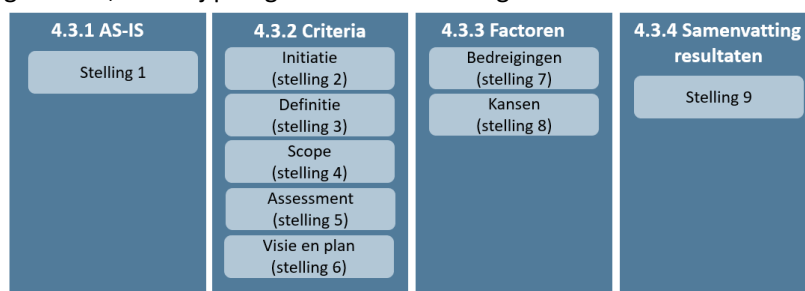 4.3.1 AS-IS
Stelling 1
4.3.2 Criteria
Initiatie
(stelling 2)
Definitie
(stelling 3)
Scope
(stelling 4)
Assessment
(stelling 5)
Visie en plan
(stelling 6)
4.3.3 Factoren
Bedreigingen
(stelling 7)
Kansen
(stelling 8)
4.3.4 Samenvatting
resultaten
Stelling 9